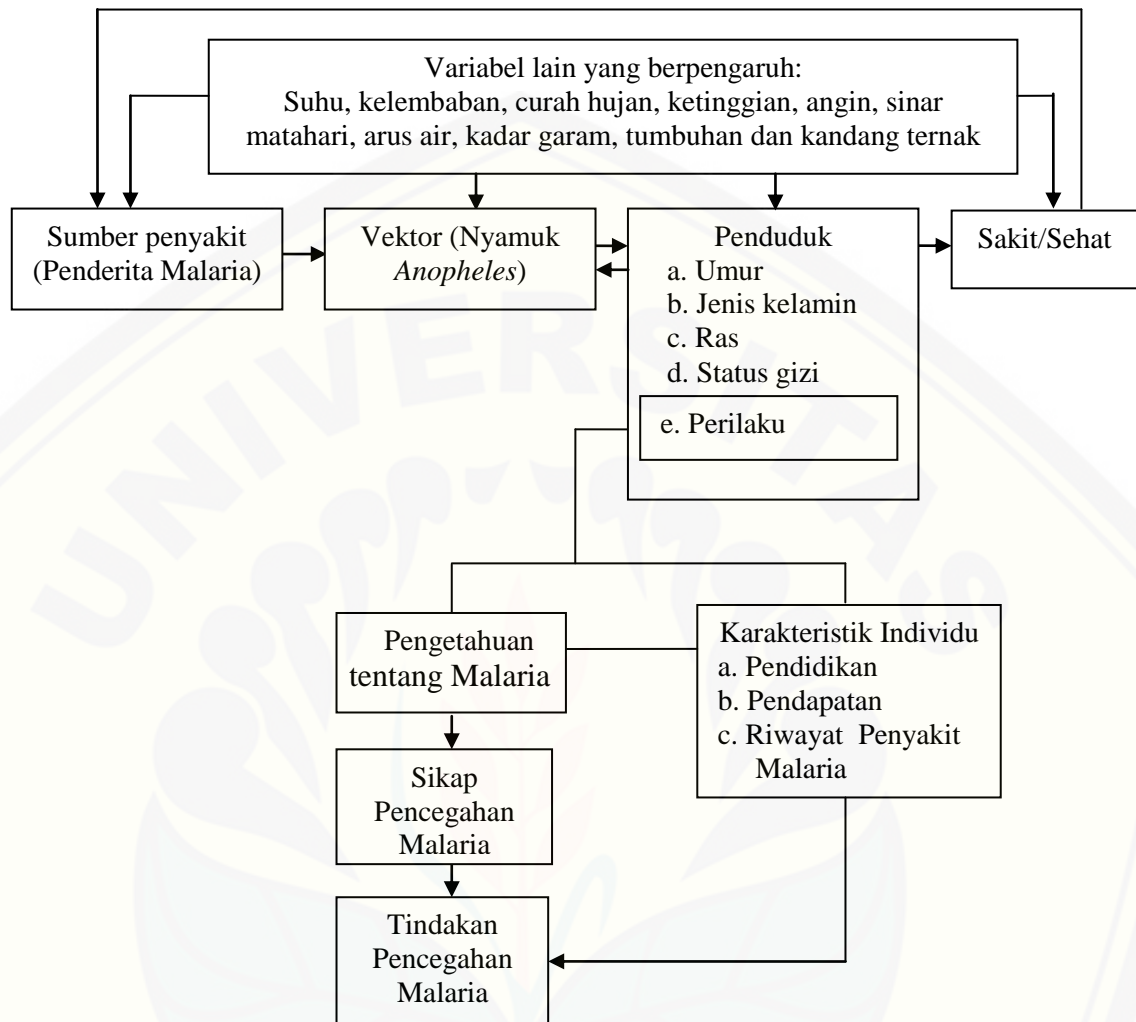 Variabel lain yang berpengaruh:
Suhu, kelembaban, curah hujan, ketinggian, angin, sinar
matahari, arus air, kadar garam, tumbuhan dan kandang ternak
Sumber penyakit
(Penderita Malaria)
Vektor (Nyamuk
Anopheles)
Penduduk
a. Umur
b. Jenis kelamin
c. Ras
d. Status gizi
e. Perilaku
Sakit/Sehat
Pengetahuan
tentang Malaria
Karakteristik Individu
a. Pendidikan
b. Pendapatan
c. Riwayat Penyakit
Malaria
Sikap
Pencegahan
Malaria
Tindakan
Pencegahan
Malaria
UNIVERSITAS